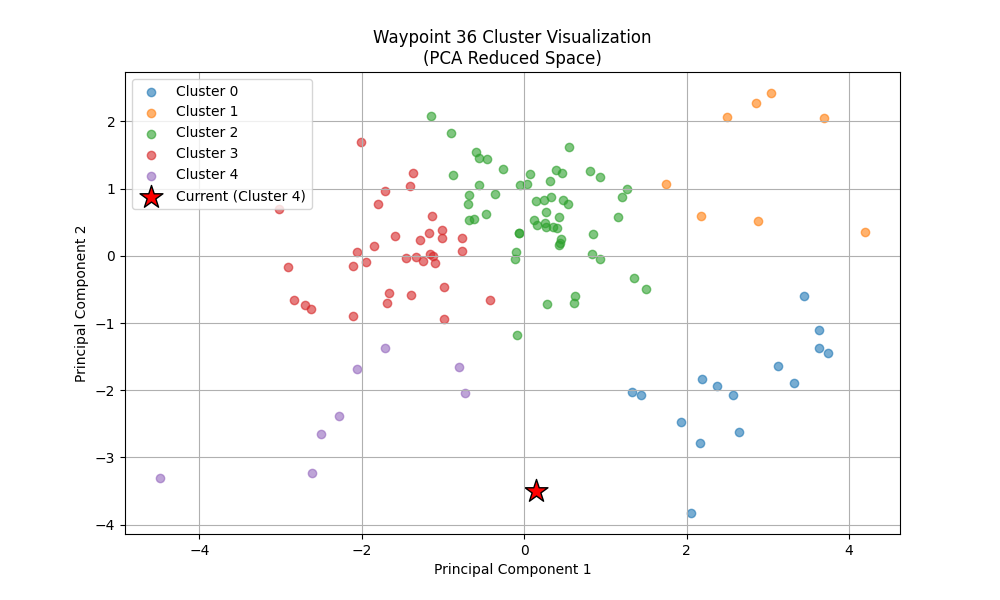 Waypoint 36 Cluster Visualization
(PCA Reduced Space)
Cluster 0
Cluster 1
Cluster 2
Cluster 3
Cluster 4
Current (Cluster 4)
Principal Component 2
2
1
0
−1
−2
−3
−4
−4
−2
0
2
4
Principal Component 1